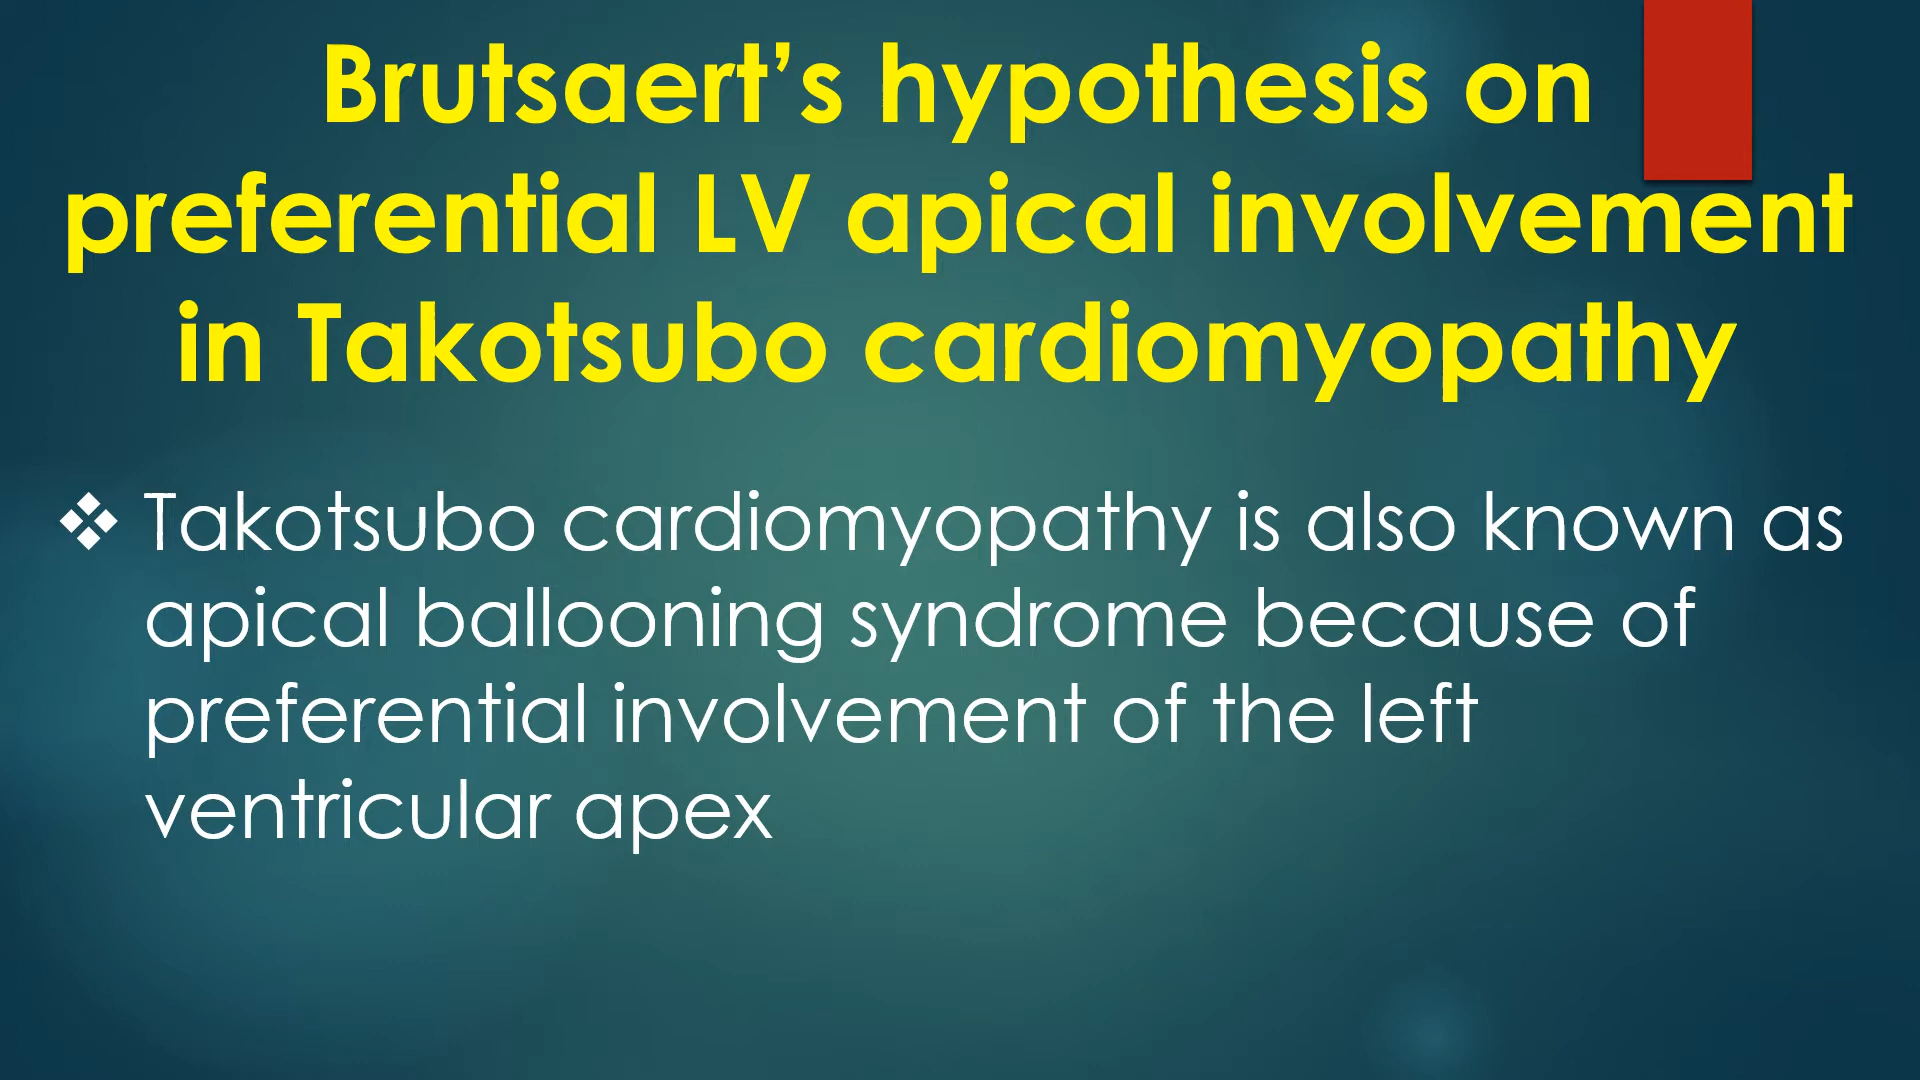 Brutsaert’s hypothesis on
preferential LV apical involvement
in Takotsubo cardiomyopathy
❖ Takotsubo cardiomyopathy is also known as
apical ballooning syndrome because of
preferential involvement of the left
ventricular apex